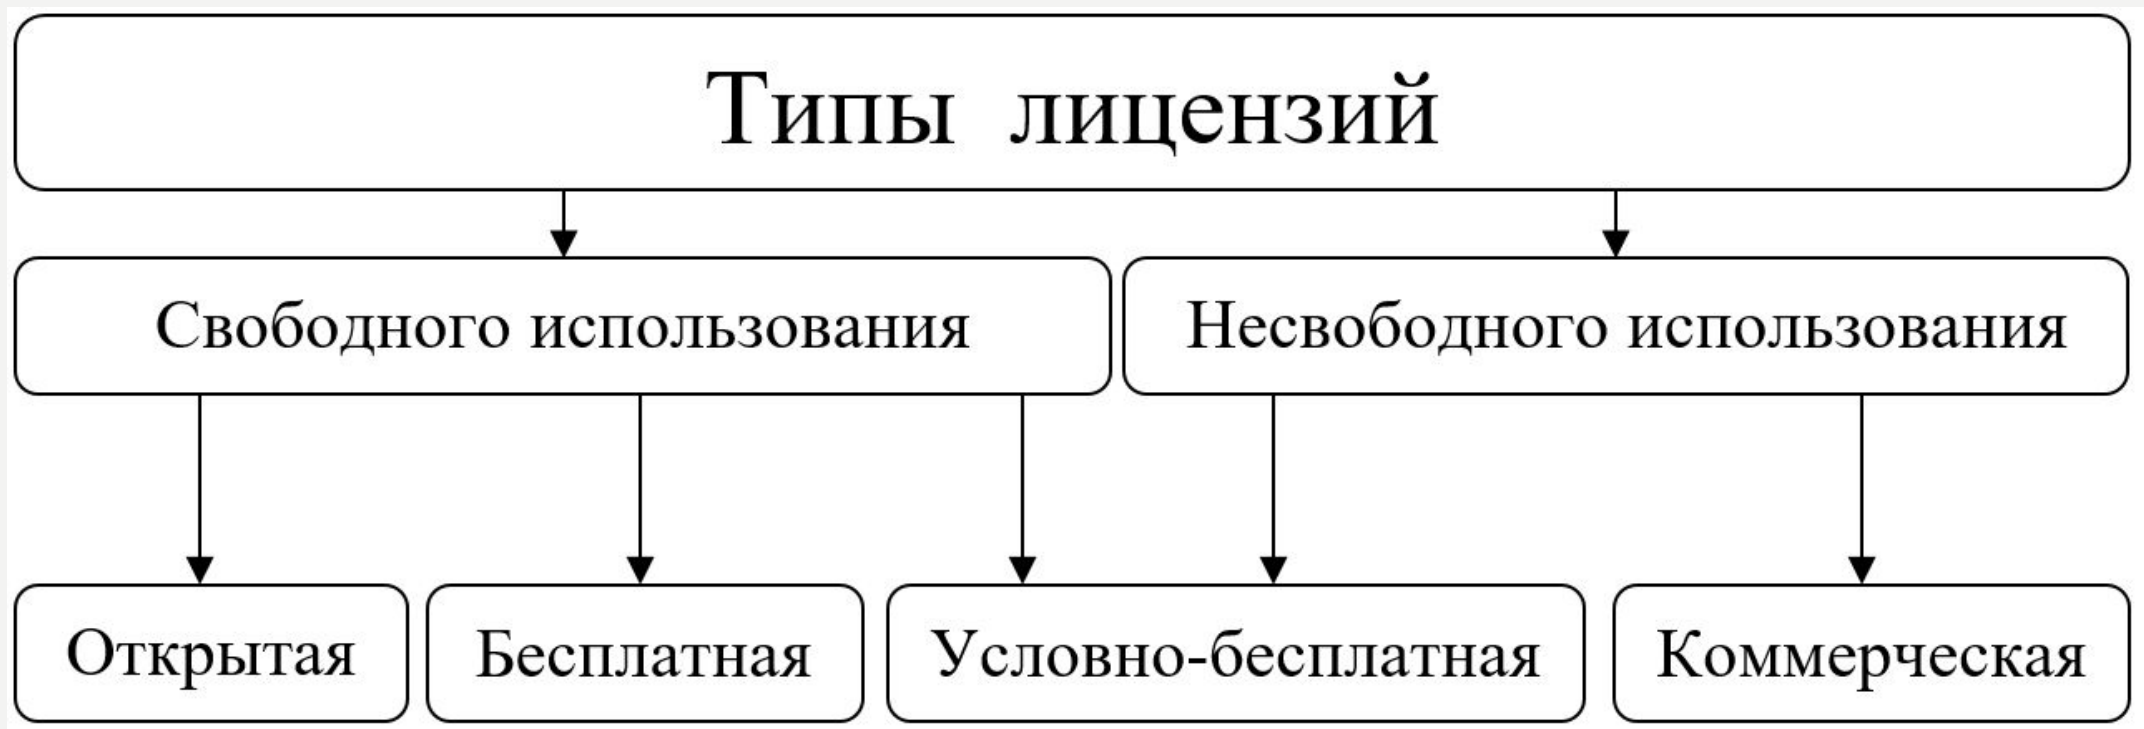 Типы лицензий
Свободного использования
Несвободного использования
Открытая
Бесплатная
Условно-бесплатная
Коммерческая